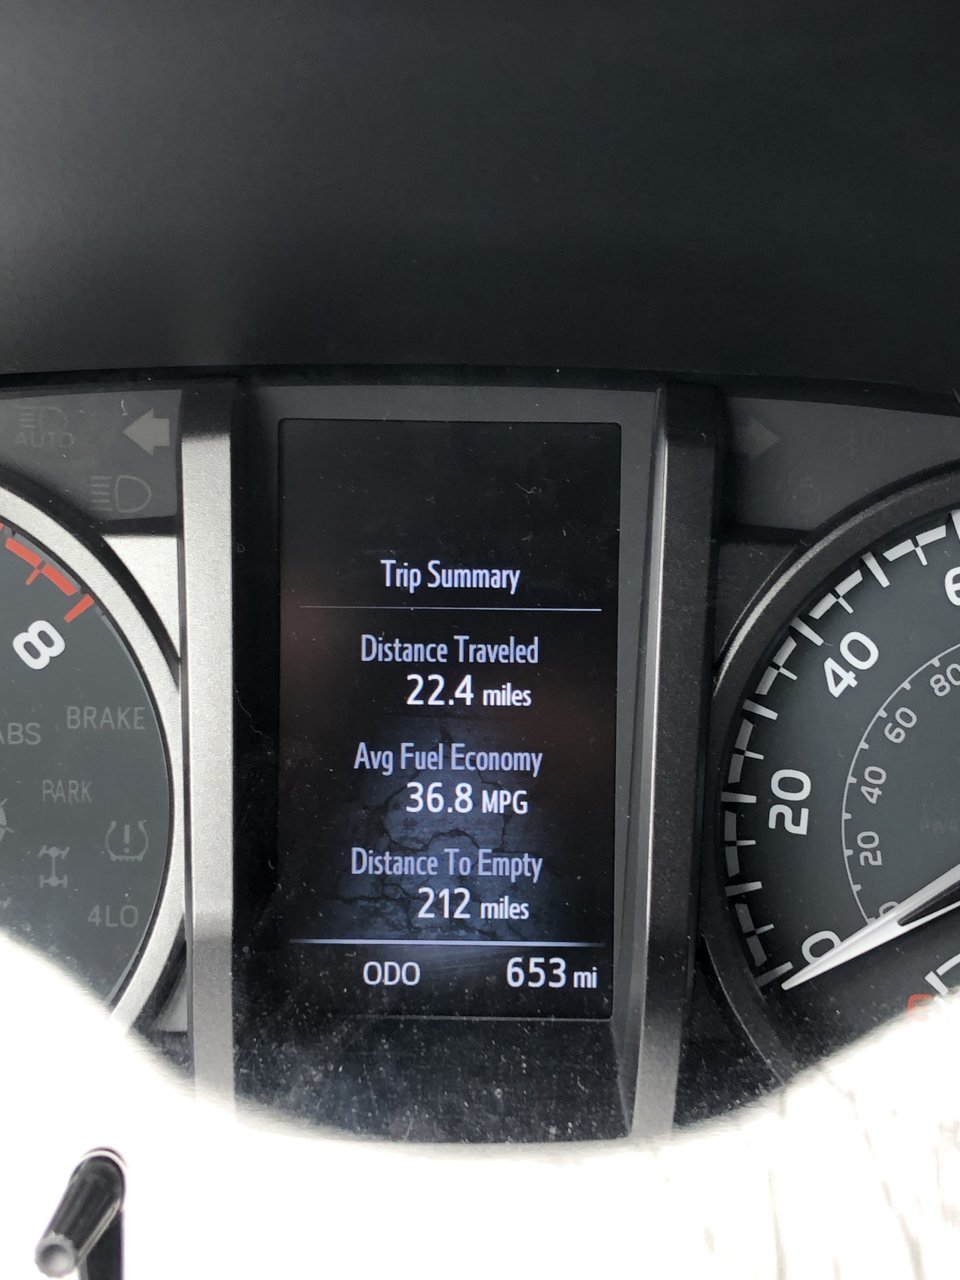 AUTO
Trip Summary
Distance Traveled
22.4 miles
Avg Fuel Economy
36.8 MPG
Distance To Empty
212 miles
ODO 653 mi
8
ABS
BRAKE
PARK
4LO
40
20
0
80
60
40
20